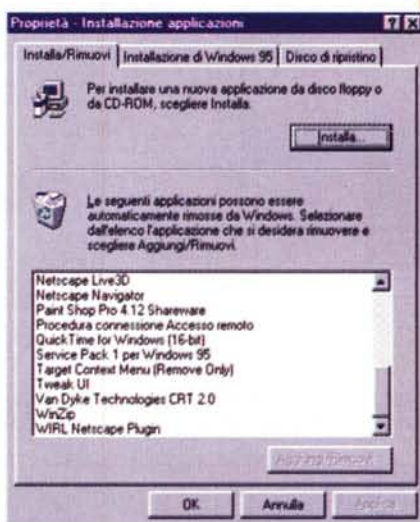 Proprietà - Installazione applicazioni
Installa/Rimuovi
Installazione di Windows 95
Disco di ripristino
Per installare una nuova applicazione da disco floppy o
da CD-ROM, scegliere Installa.
Installa...
Le seguenti applicazioni possono essere
automaticamente rimosse da Windows. Selezionare
dall'elenco l'applicazione che si desidera rimuovere e
scegliere Aggiungi/Rimuovi.
Netscape Live3D
Netscape Navigator
Paint Shop Pro 4.12 Shareware
Procedura connessione Accesso remoto
QuickTime for Windows (16-bit)
Service Pack 1 per Windows 95
Target Context Menu (Remove Only)
Tweak UI
Van Dyke Technologies CRT 2.0
WinZip
WIRL Netscape Plugin
Aggiungi/Rimuovi...
OK
Annulla
Applica